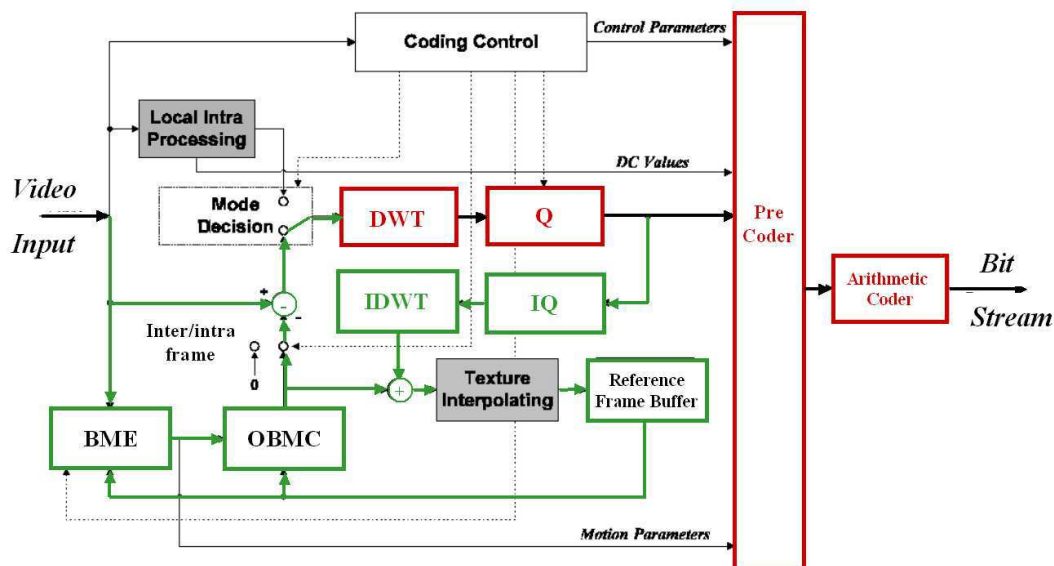 Coding Control
Control Parameters
Local Intra
Processing
DC Values
Video
Input
Mode
Decision
DWT
Q
Pre
Coder
+
-
-
IDWT
IQ
Arithmetic
Coder
Bit
Stream
Inter/intra
frame
0
+
Texture
Interpolating
Reference
Frame Buffer
BME
OBMC
Motion Parameters